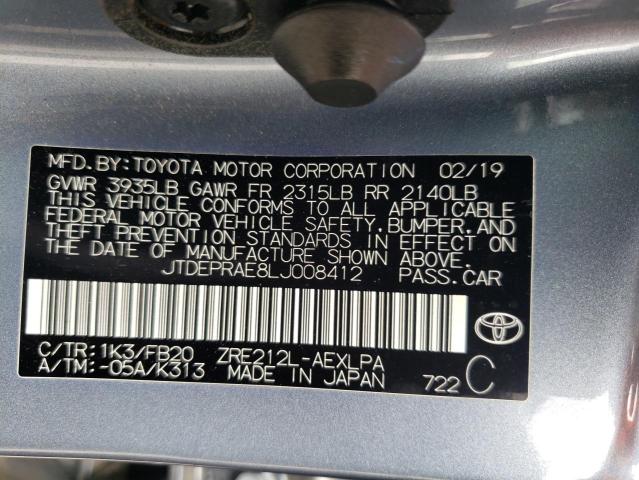 MFD.BY:TOYOTA MOTOR CORPORATION 02/19
GVWR 3935LB GAWR FR 2315LB RR 2140LB
THIS VEHICLE CONFORMS TO ALL APPLICABLE
FEDERAL MOTOR VEHICLE SAFETY,BUMPER,AND
THEFT PREVENTION STANDARDS IN EFFECT ON
THE DATE OF MANUFACTURE SHOWN ABOVE.
JTDEPRAE8LJ008412 PASS.CAR
C/TR:1K3/FB20 ZRE212L-AEXLPA
A/TM:-05A/K313 MADE IN JAPAN 722 C